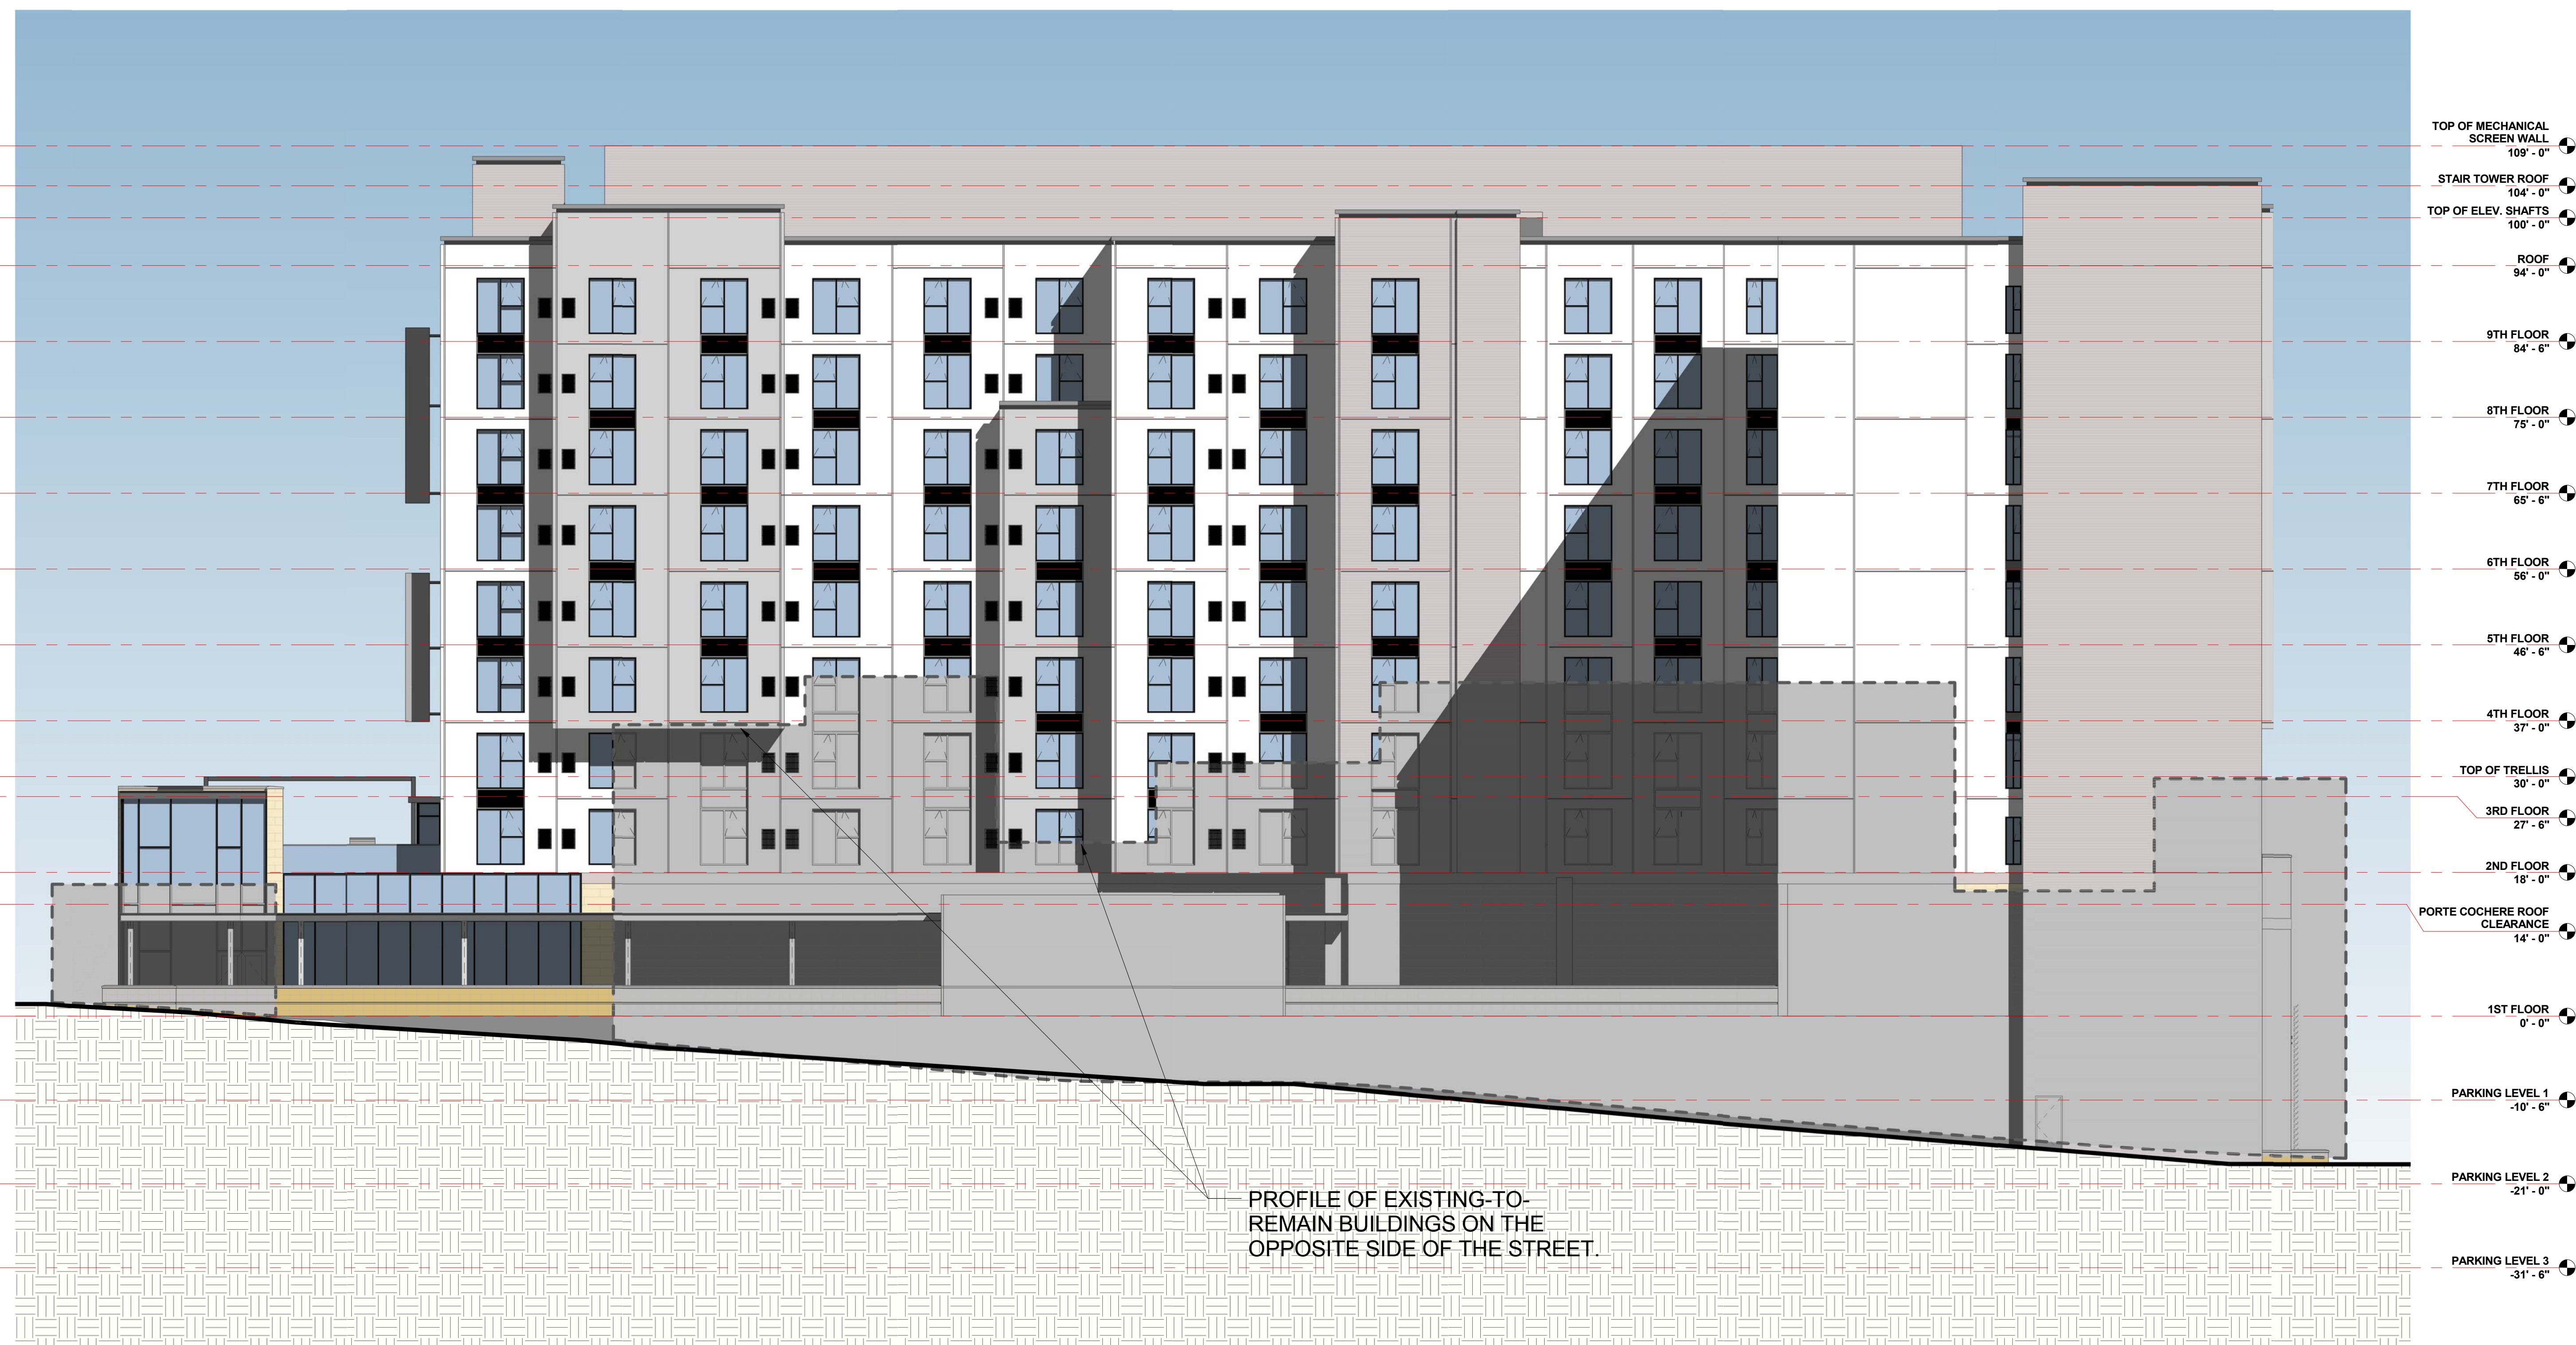 TOP OF MECHANICAL
SCREEN WALL
109' - 0"
STAIR TOWER ROOF
104' - 0"
TOP OF ELEV. SHAFTS
100' - 0"
ROOF
94' - 0"
9TH FLOOR
84' - 6"
8TH FLOOR
75' - 0"
7TH FLOOR
65' - 6"
6TH FLOOR
56' - 0"
5TH FLOOR
46' - 6"
4TH FLOOR
37' - 0"
TOP OF TRELLIS
30' - 0"
3RD FLOOR
27' - 6"
2ND FLOOR
18' - 0"
PORTE COCHERE ROOF
CLEARANCE
14' - 0"
1ST FLOOR
0' - 0"
PARKING LEVEL 1
-10' - 6"
PARKING LEVEL 2
-21' - 0"
PROFILE OF EXISTING-TO-
REMAIN BUILDINGS ON THE
OPPOSITE SIDE OF THE STREET.
PARKING LEVEL 3
-31' - 6"